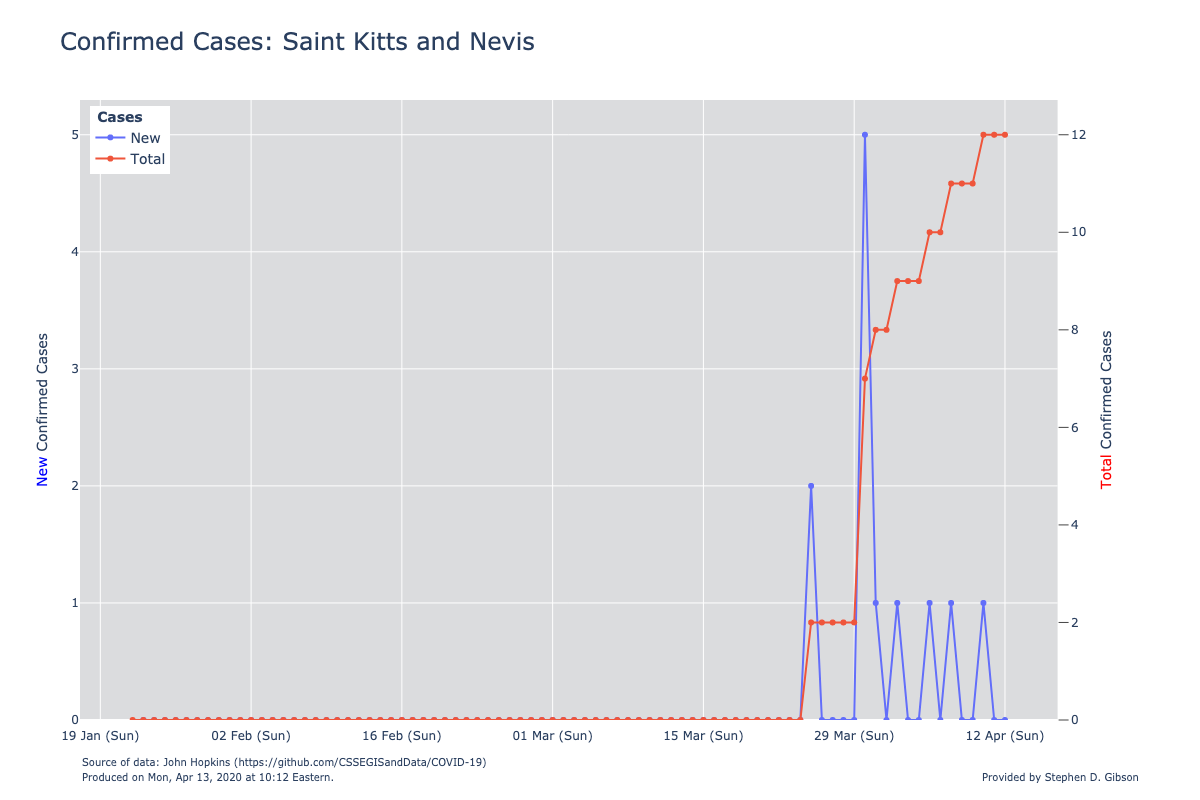 Confirmed Cases: Saint Kitts and Nevis
Cases
New
Total
5
4
3
2
1
0
New Confirmed Cases
12
10
8
6
4
2
0
Total Confirmed Cases
19 Jan (Sun)
02 Feb (Sun)
16 Feb (Sun)
01 Mar (Sun)
15 Mar (Sun)
29 Mar (Sun)
12 Apr (Sun)
Source of data: John Hopkins (https://github.com/CSSEGISandData/COVID-19)
Produced on Mon, Apr 13, 2020 at 10:12 Eastern.
Provided by Stephen D. Gibson